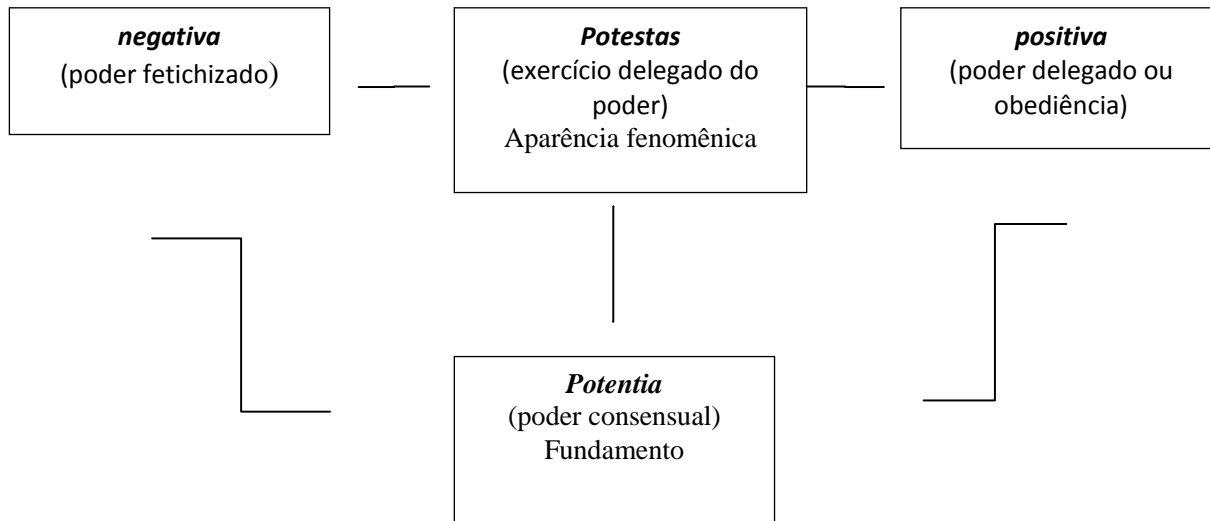 negativa
(poder fetichizado)
Potestas
(exercício delegado do
poder)
Aparência fenomênica
positiva
(poder delegado ou
obediência)
Potentia
(poder consensual)
Fundamento